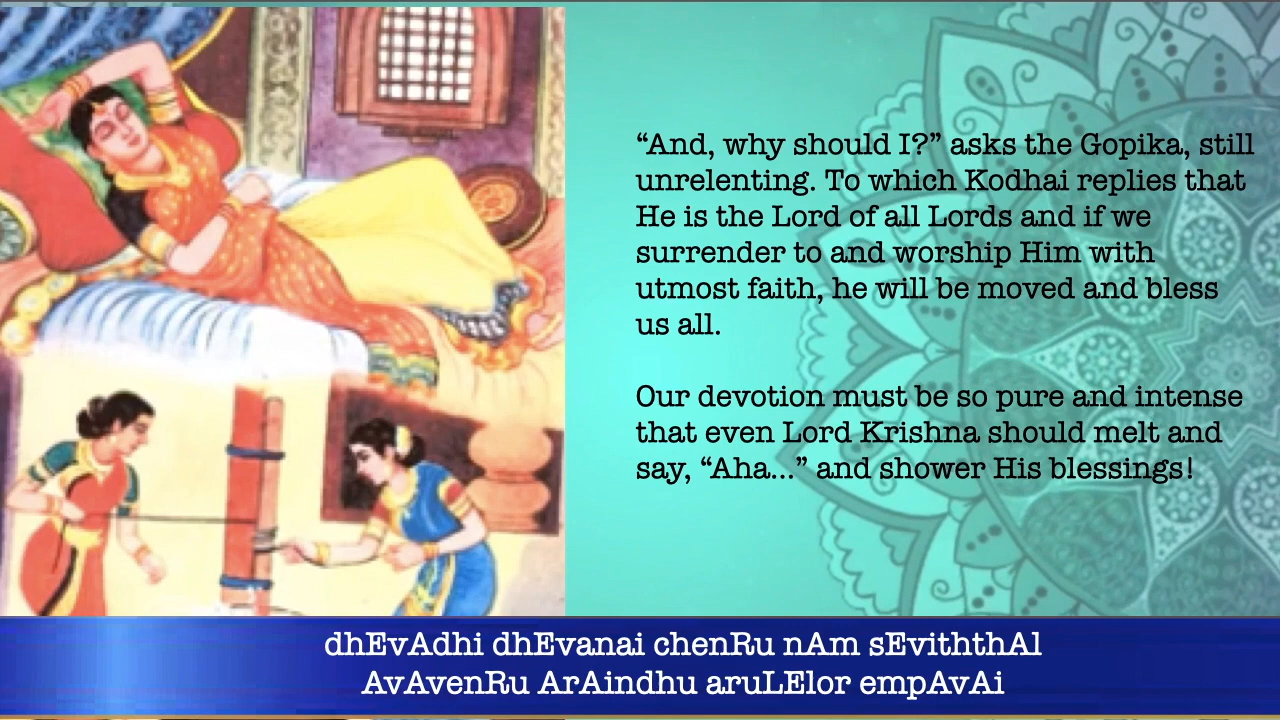 “And, why should I?” asks the Gopika, still
unrelenting. To which Kodhai replies that
He is the Lord of all Lords and if we
surrender to and worship Him with
utmost faith, he will be moved and bless
us all.
Our devotion must be so pure and intense
that even Lord Krishna should melt and
say, “Aha...” and shower His blessings!
dhEvAdhi dhEvanai chenRu nAm sEviththAl
AvAvenRu ArAindhu aruLElor empAvAi